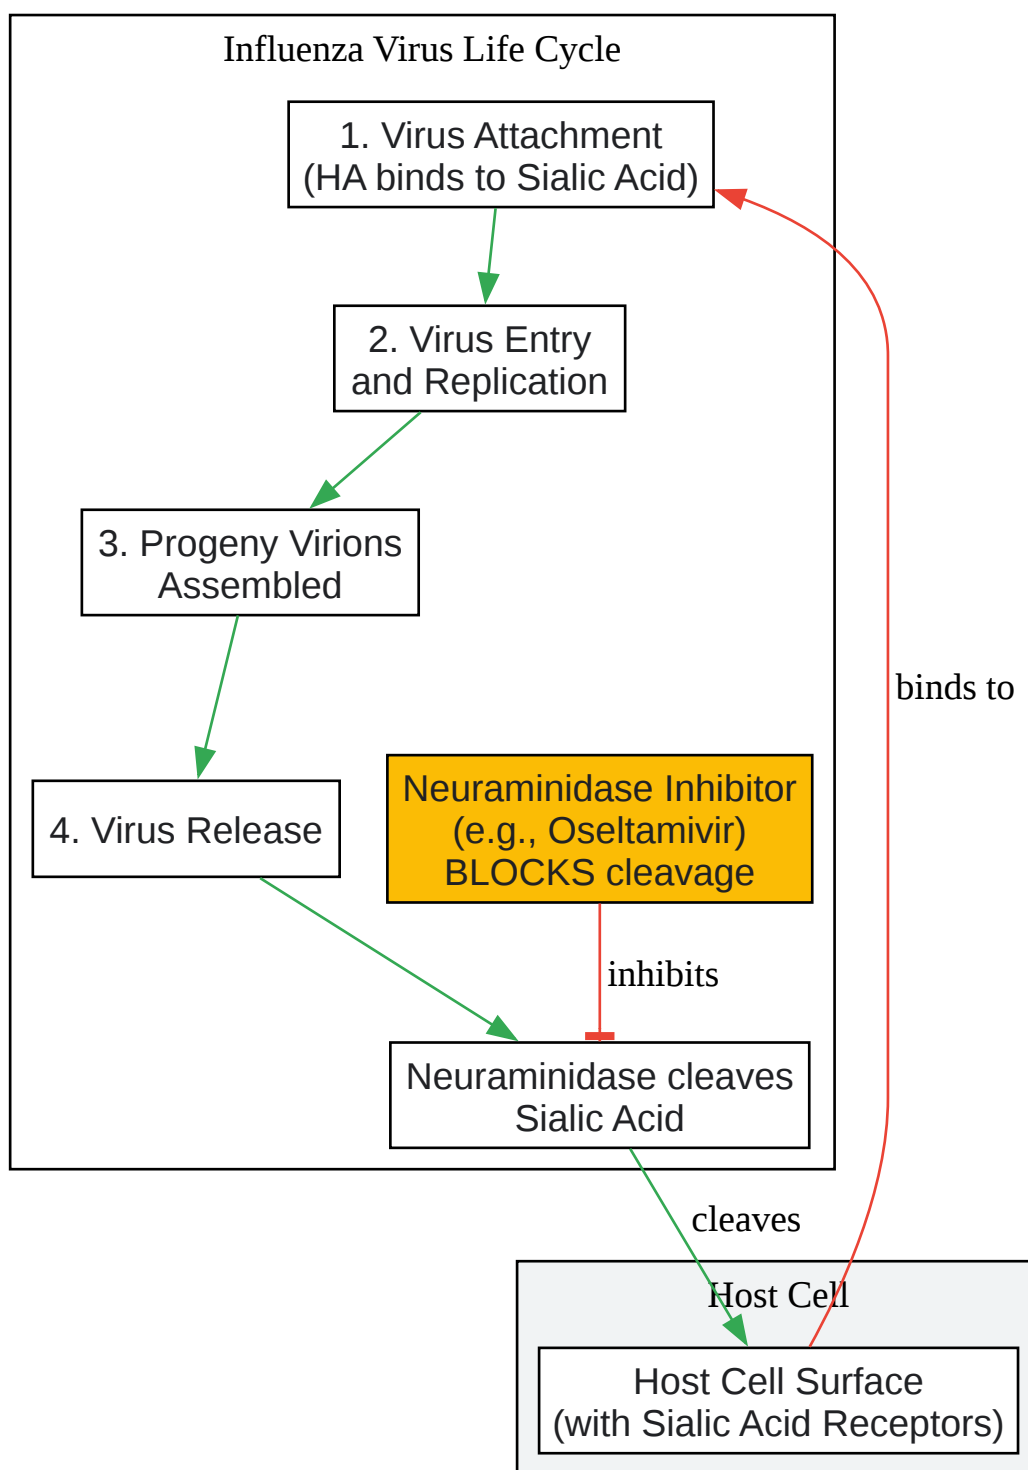 Influenza Virus Life Cycle
1. Virus Attachment
(HA binds to Sialic Acid)
2. Virus Entry
and Replication
3. Progeny Virions
Assembled
binds to
4. Virus Release
Neuraminidase Inhibitor
(e.g., Oseltamivir)
BLOCKS cleavage
inhibits
Neuraminidase cleaves
Sialic Acid
cleaves
Host Cell
Host Cell Surface
(with Sialic Acid Receptors)